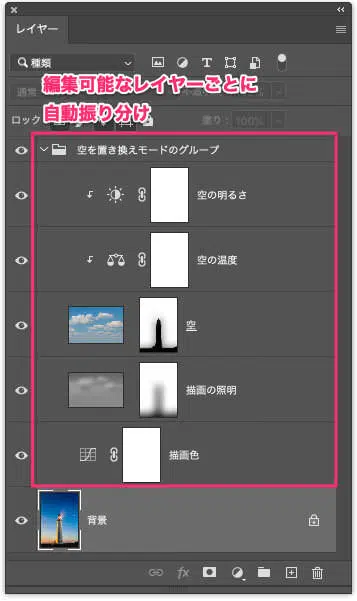 レイヤー
種類
編集可能なレイヤーごとに
自動振り分け
通常
ロック
塗り: 100%
空を置き換えモードのグループ
空の明るさ
空の温度
空
描画の照明
描画色
背景
fx